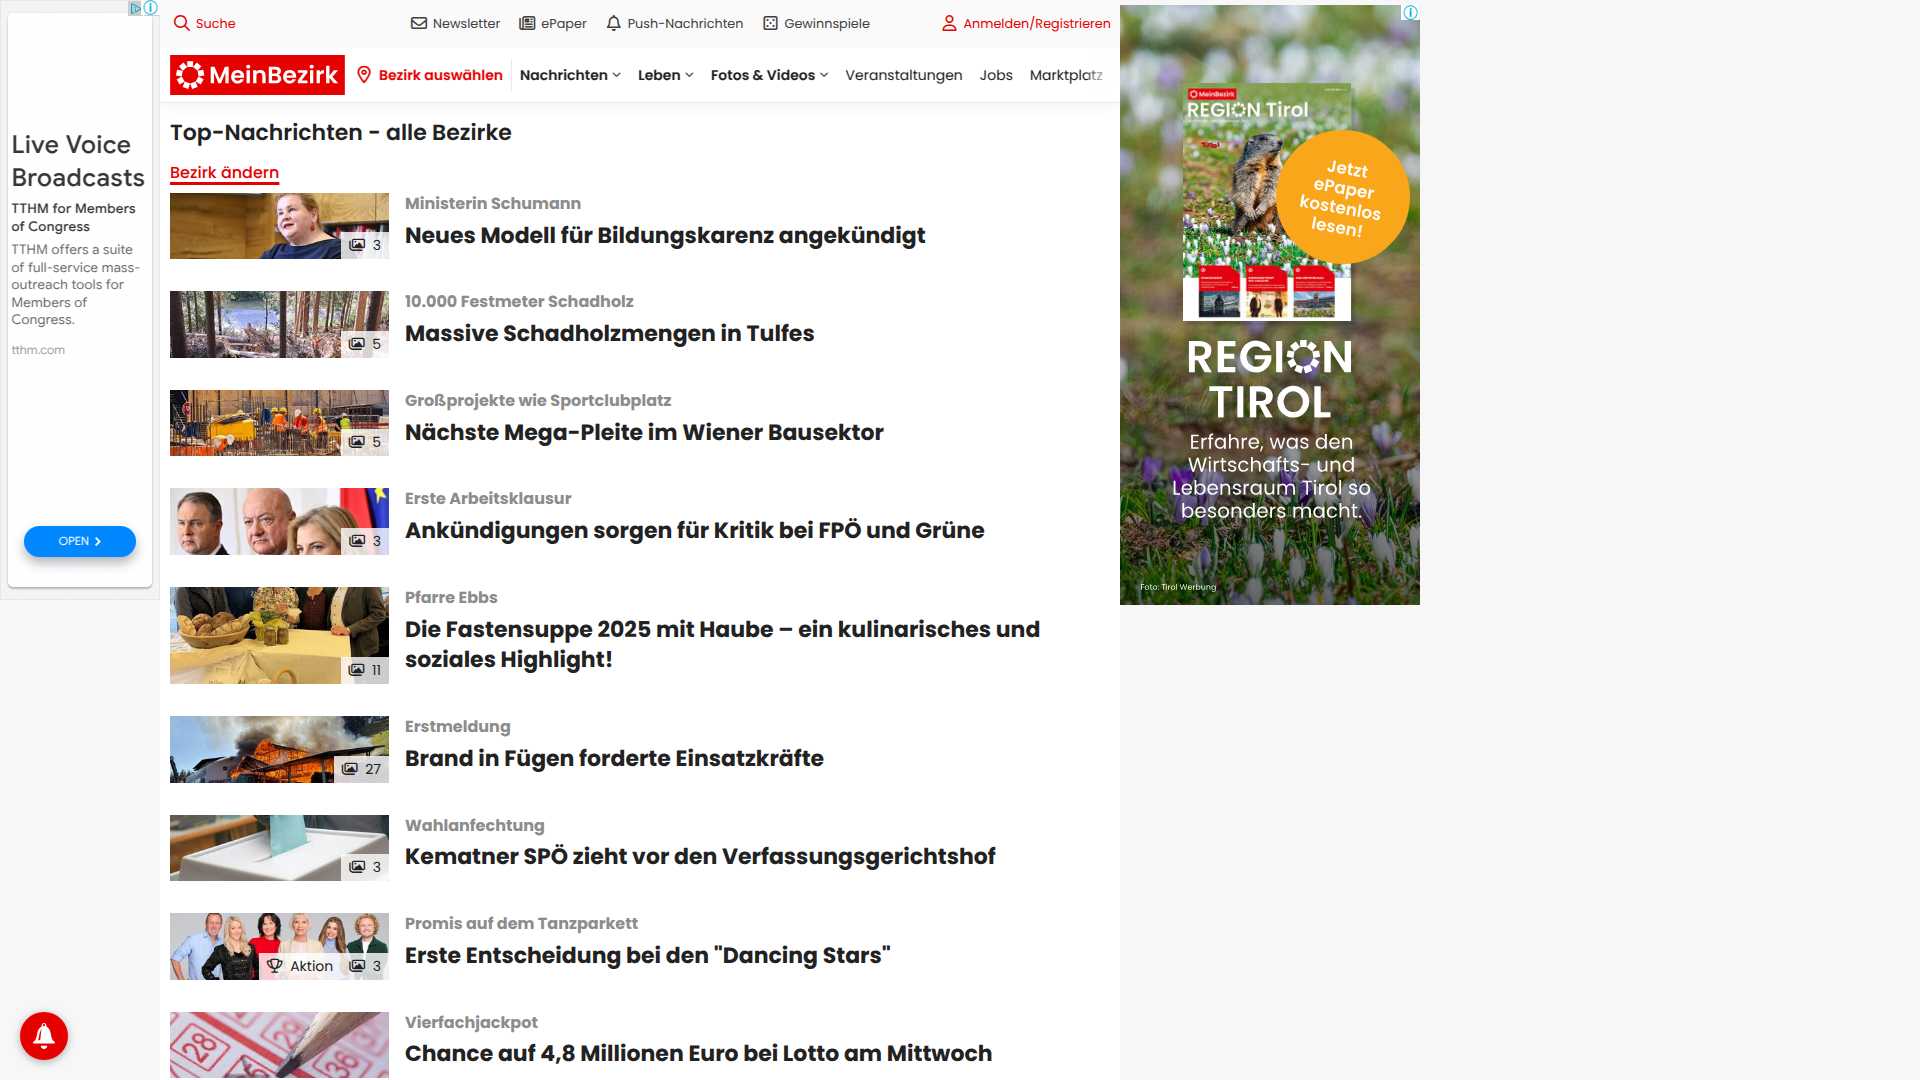 Suche
Newsletter
ePaper
Push-Nachrichten
Gewinnspiele
Anmelden/Registrieren
MeinBezirk
Bezirk auswählen
Nachrichten
Leben
Fotos & Videos
Veranstaltungen
Jobs
Marktplatz
Live Voice
Broadcasts
TTHM for Members
of Congress
TTHM offers a suite
of full-service mass-
outreach tools for
Members of
Congress.
tthm.com
OPEN
Top-Nachrichten - alle Bezirke
Bezirk ändern
3
Ministerin Schumann
Neues Modell für Bildungskarenz angekündigt
5
10.000 Festmeter Schadholz
Massive Schadholzmengen in Tulfes
5
Großprojekte wie Sportclubplatz
Nächste Mega-Pleite im Wiener Bausektor
3
Erste Arbeitsklausur
Ankündigungen sorgen für Kritik bei FPÖ und Grüne
11
Pfarre Ebbs
Die Fastensuppe 2025 mit Haube – ein kulinarisches und
soziales Highlight!
27
Erstmeldung
Brand in Fügen forderte Einsatzkräfte
3
Wahlanfechtung
Kematner SPÖ zieht vor den Verfassungsgerichtshof
Aktion
3
Promis auf dem Tanzparkett
Erste Entscheidung bei den "Dancing Stars"
28
29
36
Vierfachjackpot
Chance auf 4,8 Millionen Euro bei Lotto am Mittwoch
MeinBezirk
REGION Tirol
Tirol
Jetzt
ePaper
kostenlos
lesen!
REGION
TIROL
Erfahre, was den
Wirtschafts- und
Lebensraum Tirol so
besonders macht.
Foto: Tirol Werbung